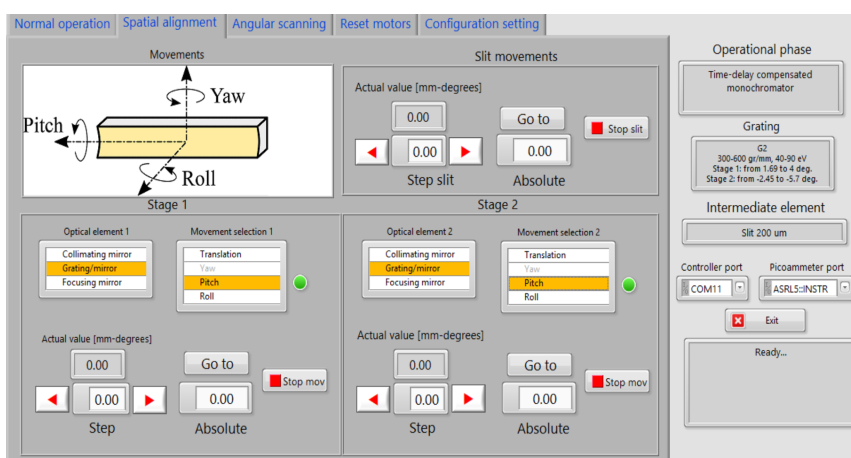 Normal operation
Spatial alignment
Angular scanning
Reset motors
Configuration setting
Movements
Yaw
Pitch
Roll
Slit movements
Actual value [mm-degrees]
0.00
Go to
Stop slit
0.00
0.00
Step slit
Absolute
Stage 1
Optical element 1
Movement selection 1
Collimating mirror
Grating/mirror
Focusing mirror
Translation
Yaw
Pitch
Roll
Actual value [mm-degrees]
0.00
Go to
Stop mov
0.00
0.00
Step
Absolute
Stage 2
Optical element 2
Movement selection 2
Collimating mirror
Grating/mirror
Focusing mirror
Translation
Yaw
Pitch
Roll
Actual value [mm-degrees]
0.00
Go to
Stop mov
0.00
0.00
Step
Absolute
Operational phase
Time-delay compensated
monochromator
Grating
G2
300-600 gr/mm, 40-90 eV
Stage 1: from 1.69 to 4 deg.
Stage 2: from -2.45 to -5.7 deg.
Intermediate element
Slit 200 um
Controller port
Picoammeter port
COM11
ASRL5::INSTR
Exit
Ready...